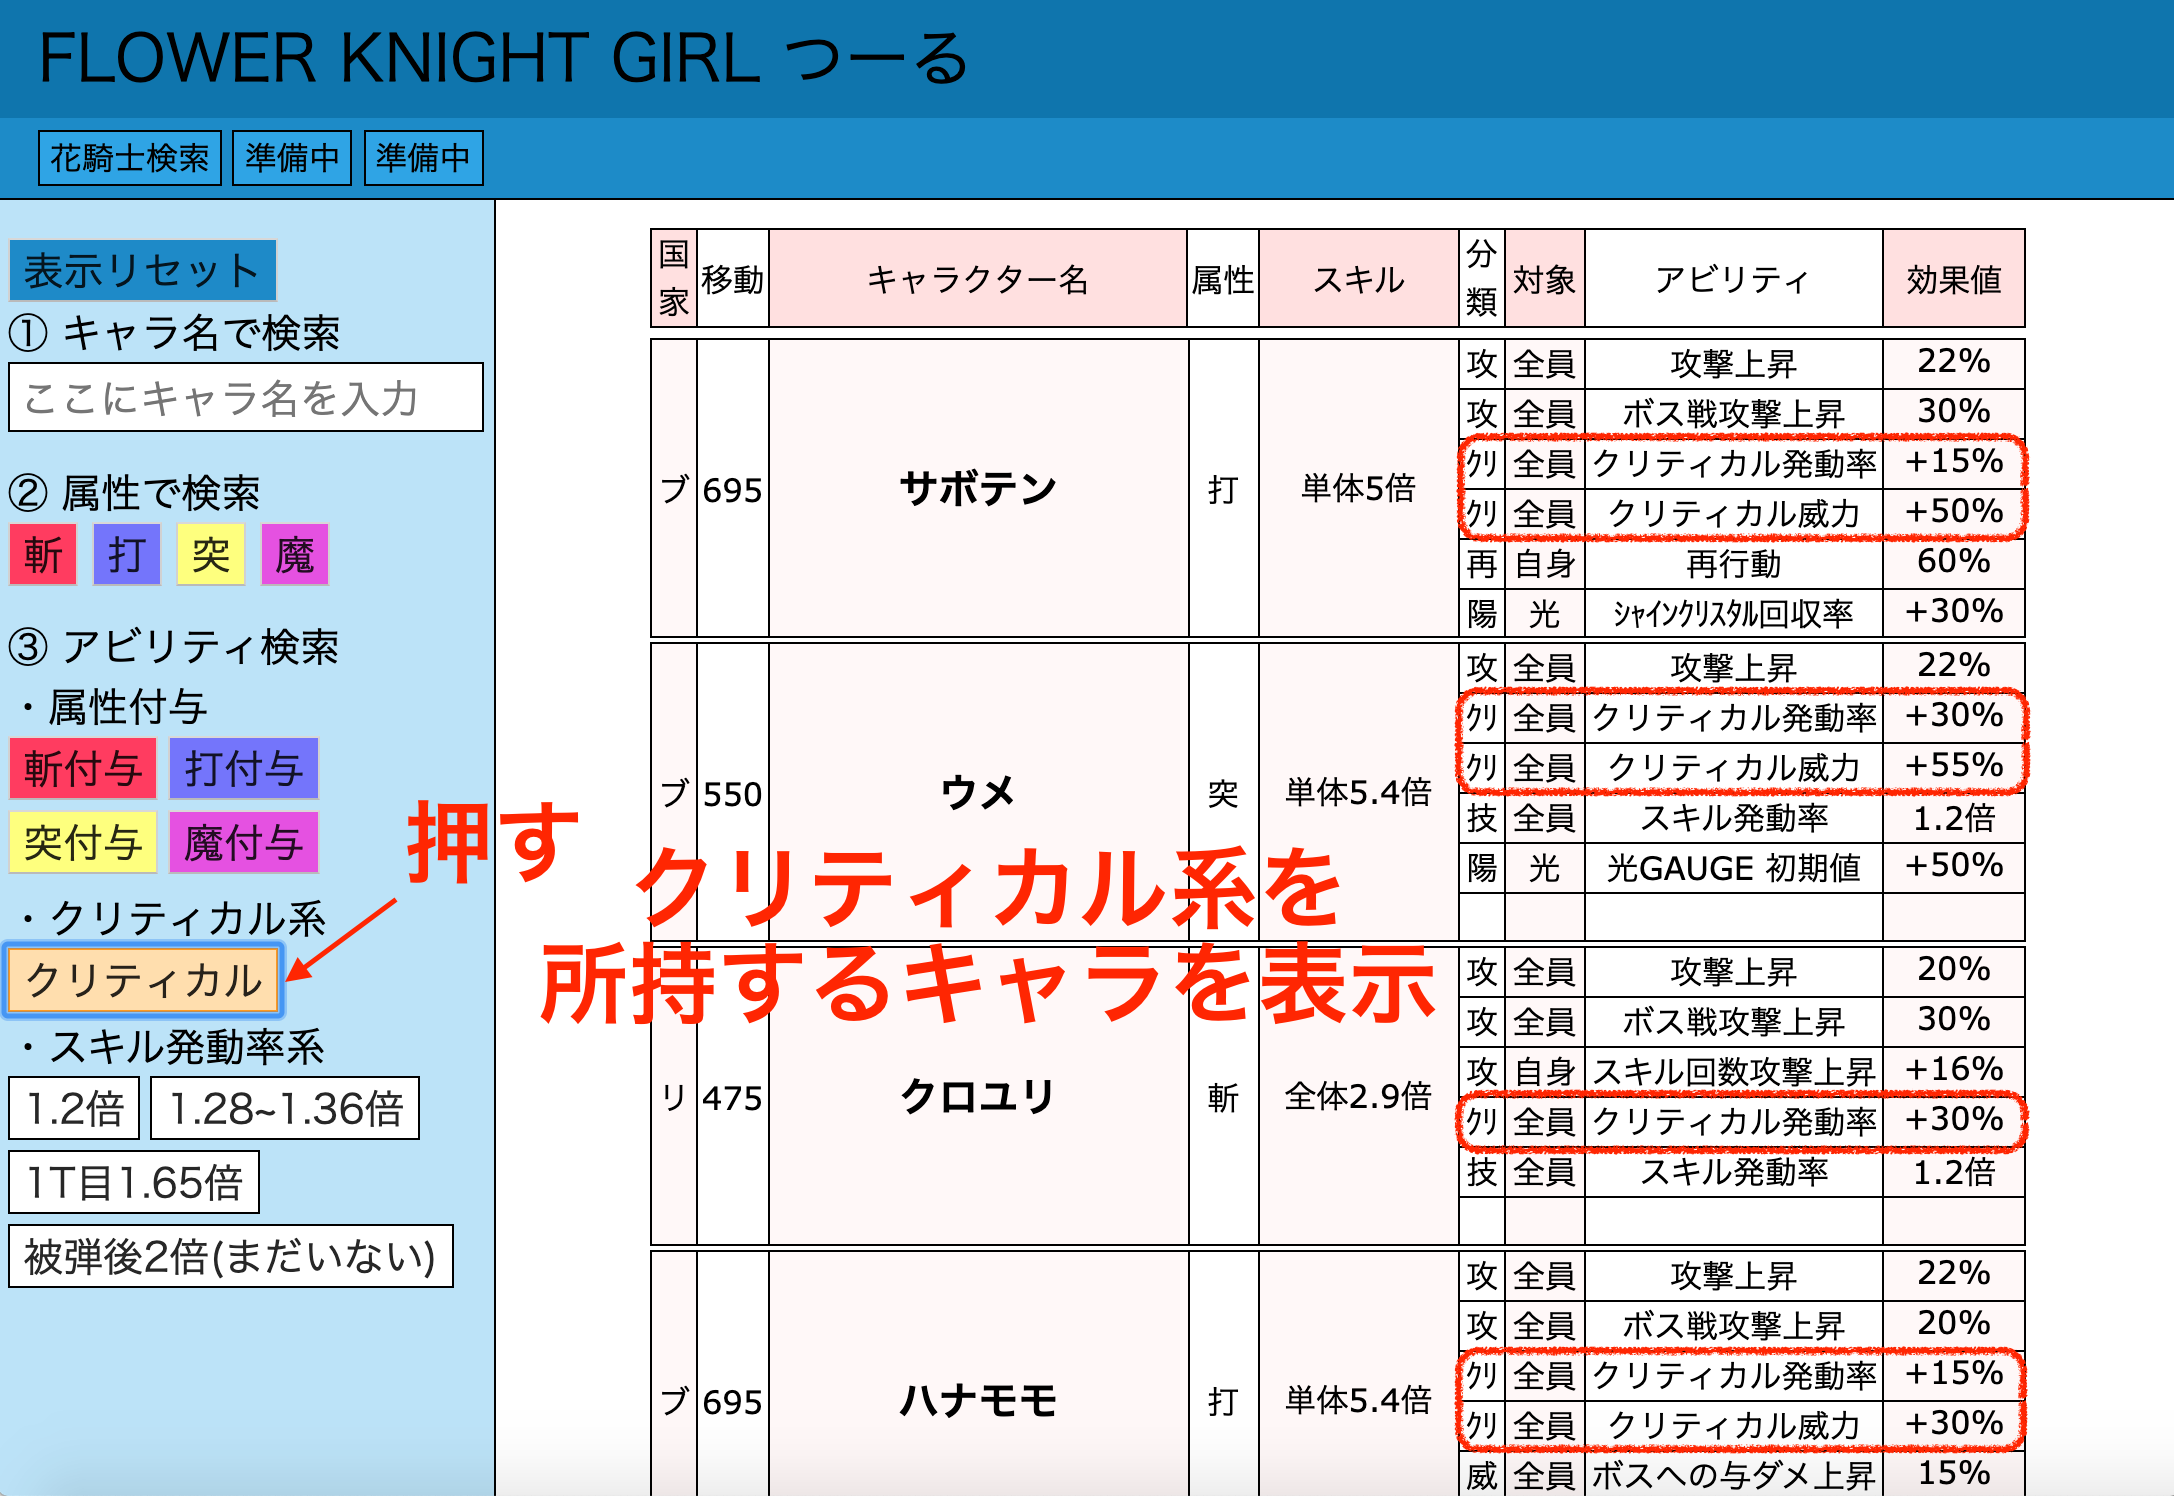 FLOWER KNIGHT GIRL つーる
花騎士検索 準備中 準備中
表示リセット
① キャラ名で検索
ここにキャラ名を入力
② 属性で検索
斬 打 突 魔
③ アビリティ検索
・属性付与
斬付与 打付与
突付与 魔付与
・クリティカル系
クリティカル
・スキル発動率系
1.2倍 1.28~1.36倍
1T目1.65倍
被弾後2倍(まだいない)
押す
クリティカル系を
所持するキャラを表示
国家 移動 キャラクター名 属性 スキル 分類 対象 アビリティ 効果値
ブ 695 サボテン 打 単体5倍
攻 全員 攻撃上昇 22%
攻 全員 ボス戦攻撃上昇 30%
ｸﾘ 全員 クリティカル発動率 +15%
ｸﾘ 全員 クリティカル威力 +50%
再 自身 再行動 60%
陽 光 ｼｬｲﾝｸﾘｽﾀﾙ回収率 +30%
ブ 550 ウメ 突 単体5.4倍
攻 全員 攻撃上昇 22%
ｸﾘ 全員 クリティカル発動率 +30%
ｸﾘ 全員 クリティカル威力 +55%
技 全員 スキル発動率 1.2倍
陽 光 光GAUGE 初期値 +50%
リ 475 クロユリ 斬 全体2.9倍
攻 全員 攻撃上昇 20%
攻 全員 ボス戦攻撃上昇 30%
攻 自身 スキル回数攻撃上昇 +16%
ｸﾘ 全員 クリティカル発動率 +30%
技 全員 スキル発動率 1.2倍
ブ 695 ハナモモ 打 単体5.4倍
攻 全員 攻撃上昇 22%
攻 全員 ボス戦攻撃上昇 20%
ｸﾘ 全員 クリティカル発動率 +15%
ｸﾘ 全員 クリティカル威力 +30%
威 全員 ボスへの与ダメ上昇 15%